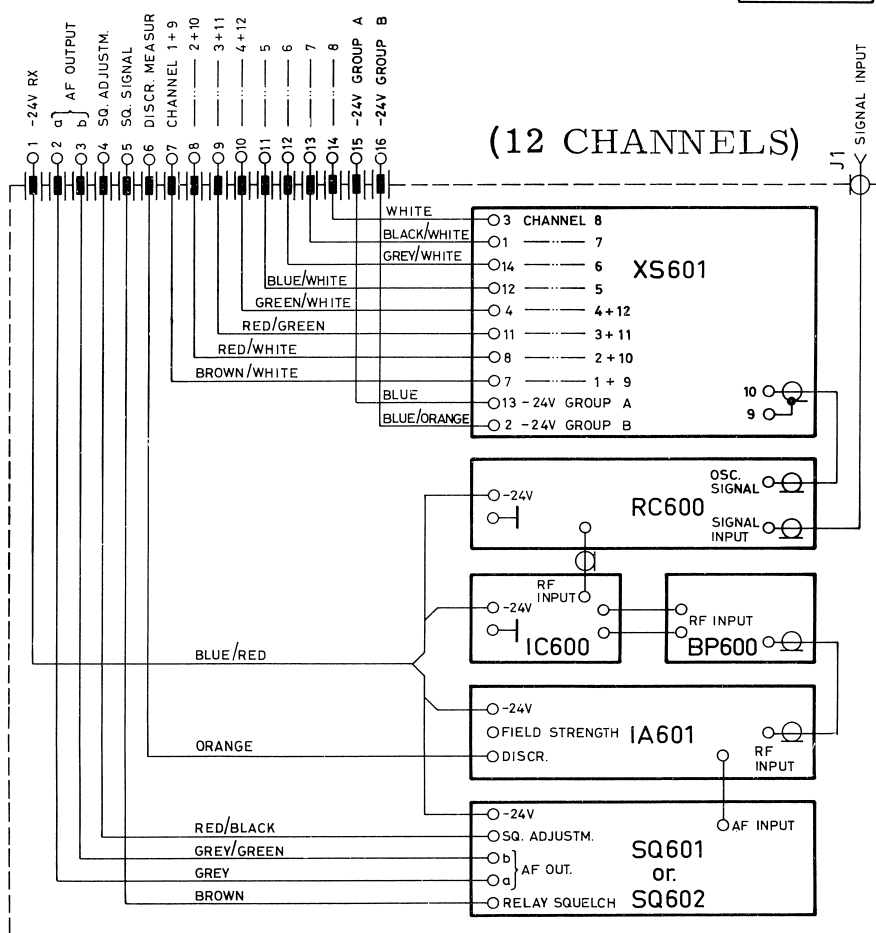 -24V RX
a
b
AF OUTPUT
SQ. ADJUSTM.
SQ. SIGNAL
DISCR. MEASUR
CHANNEL 1+9
2+10
3+11
4+12
5
6
7
8
-24V GROUP A
-24V GROUP B
SIGNAL INPUT
1 2 3 4 5 6 7 8 9 10 11 12 13 14 15 16
(12 CHANNELS)
J1
WHITE
3 CHANNEL 8
BLACK/WHITE
1 7
GREY/WHITE
14 6
XS601
BLUE/WHITE
12 5
GREEN/WHITE
4 4+12
RED/GREEN
11 3+11
RED/WHITE
8 2+10
BROWN/WHITE
7 1+9
BLUE
13 -24V GROUP A
10
BLUE/ORANGE
2 -24V GROUP B
9
OSC.
SIGNAL
-24V
RC600
SIGNAL
INPUT
RF
INPUT
-24V
IC600
RF INPUT
BP600
BLUE/RED
-24V
FIELD STRENGTH
IA601
RF
INPUT
ORANGE
DISCR.
-24V
AF INPUT
RED/BLACK
SQ. ADJUSTM.
GREY/GREEN
b
AF OUT.
GREY
a
SQ601
or.
SQ602
BROWN
RELAY SQUELCH